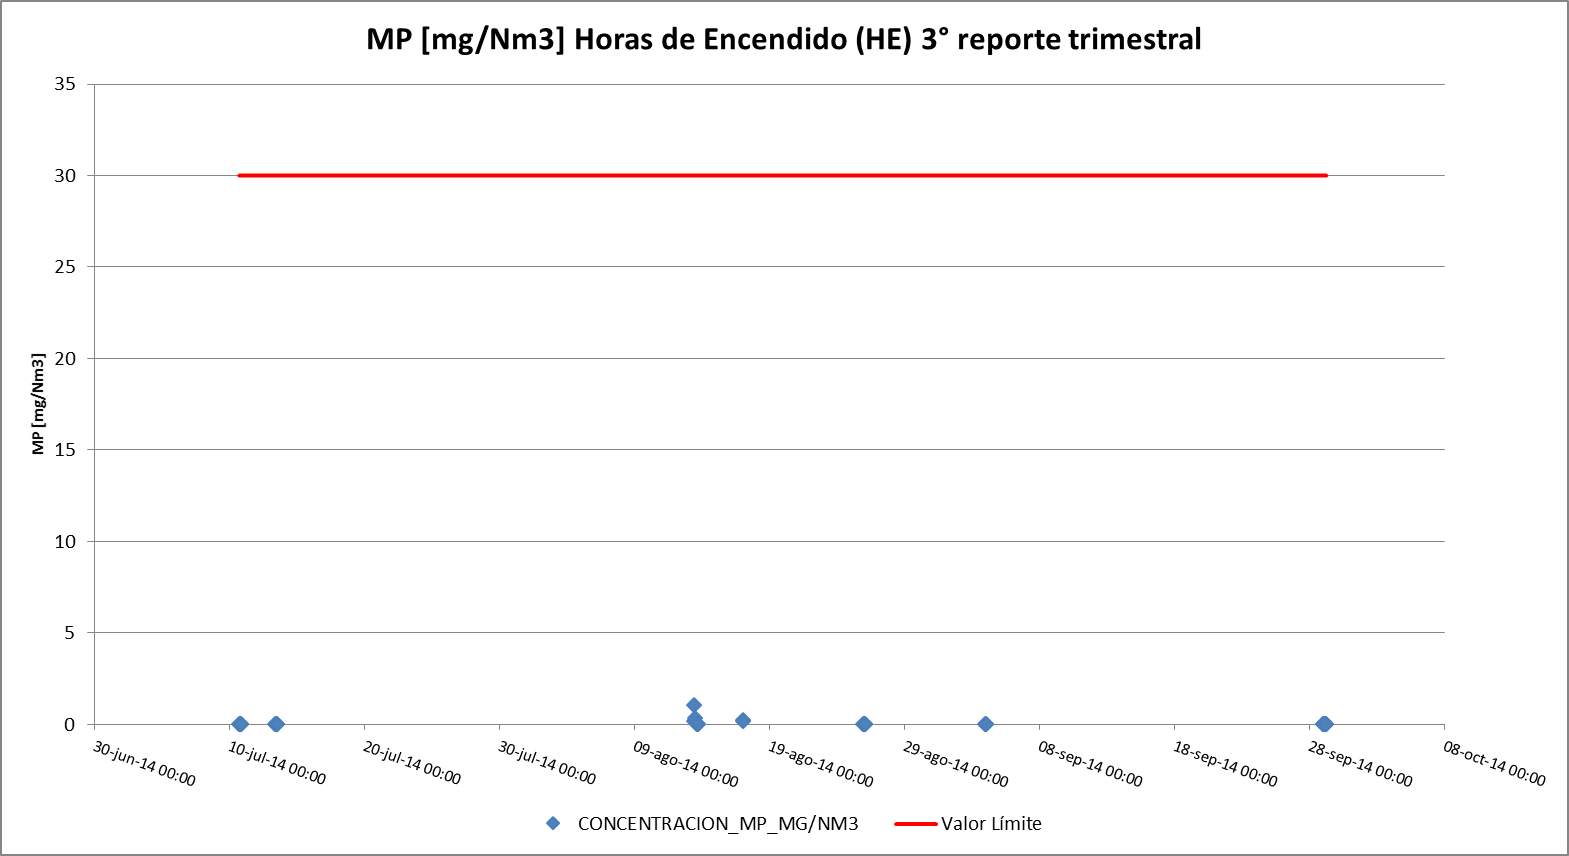 MP [mg/Nm3] Horas de Encendido (HE) 3° reporte trimestral
35
30
25
20
15
10
5
0
MP [mg/Nm3]
30-jun-14 00:00
10-jul-14 00:00
20-jul-14 00:00
30-jul-14 00:00
09-ago-14 00:00
19-ago-14 00:00
29-ago-14 00:00
08-sep-14 00:00
18-sep-14 00:00
28-sep-14 00:00
08-oct-14 00:00
CONCENTRACION_MP_MG/NM3
Valor Límite